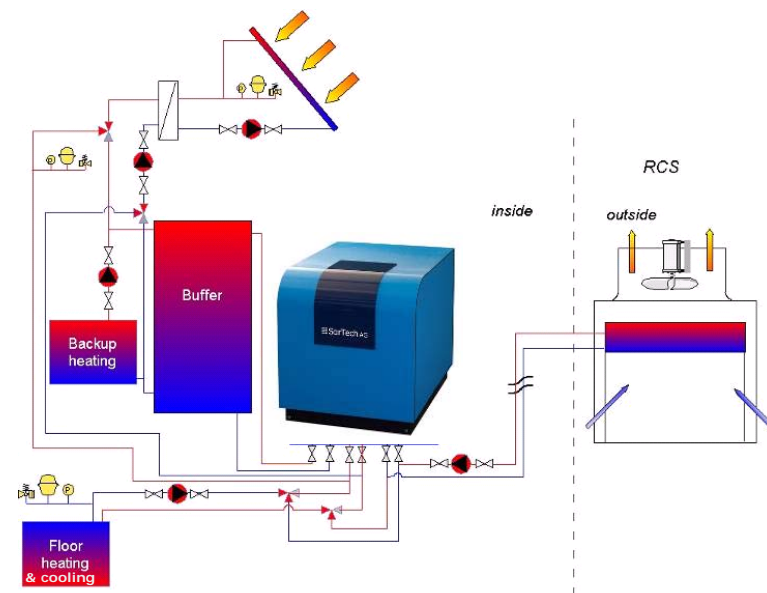 RCS
inside
outside
Buffer
SorTech AG
Backup
heating
P
P
P
Floor
heating
& cooling